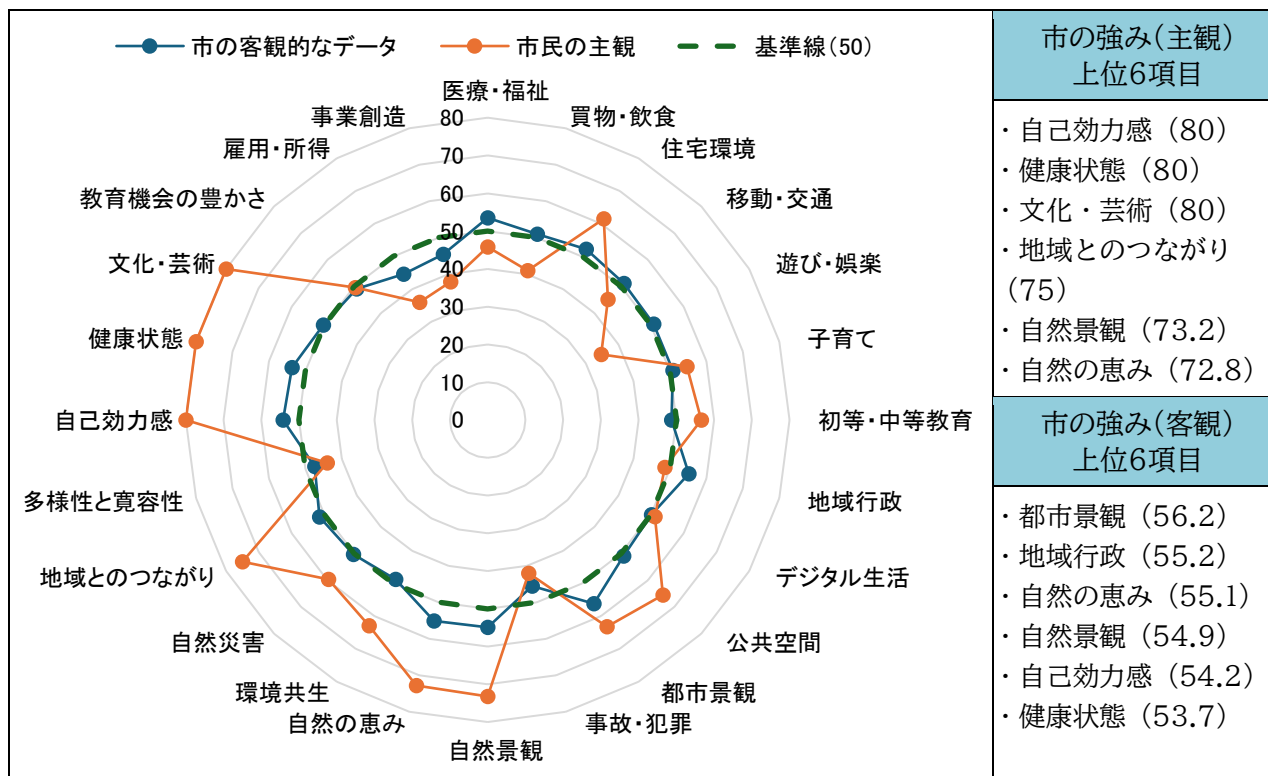 市の客観的なデータ
市民の主観
基準線(50)
医療・福祉
買物・飲食
住宅環境
移動・交通
遊び・娯楽
子育て
初等・中等教育
地域行政
デジタル生活
公共空間
都市景観
事故・犯罪
自然景観
自然の恵み
環境共生
自然災害
地域とのつながり
多様性と寛容性
自己効力感
健康状態
文化・芸術
教育機会の豊かさ
雇用・所得
事業創造
80
70
60
50
40
30
20
10
0
市の強み(主観)
上位6項目
・自己効力感（80）
・健康状態（80）
・文化・芸術（80）
・地域とのつながり
（75）
・自然景観（73.2）
・自然の恵み（72.8）
市の強み(客観)
上位6項目
・都市景観（56.2）
・地域行政（55.2）
・自然の恵み（55.1）
・自然景観（54.9）
・自己効力感（54.2）
・健康状態（53.7）